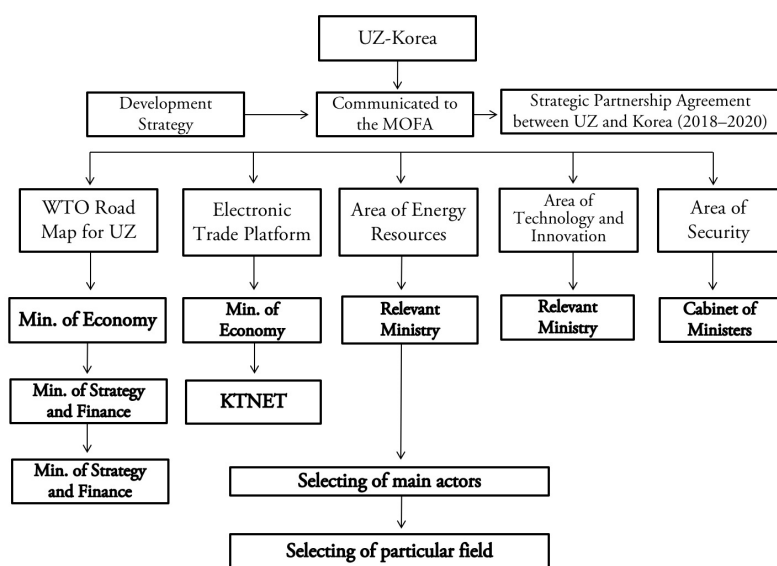 UZ-Korea
Development
Strategy
Communicated to
the MOFA
Strategic Partnership Agreement
between UZ and Korea (2018–2020)
WTO Road
Map for UZ
Electronic
Trade Platform
Area of Energy
Resources
Area of
Technology and
Innovation
Area of
Security
Min. of Economy
Min. of
Economy
Relevant
Ministry
Relevant
Ministry
Cabinet of
Ministers
Min. of Strategy
and Finance
KTNET
Min. of Strategy
and Finance
Selecting of main actors
Selecting of particular field